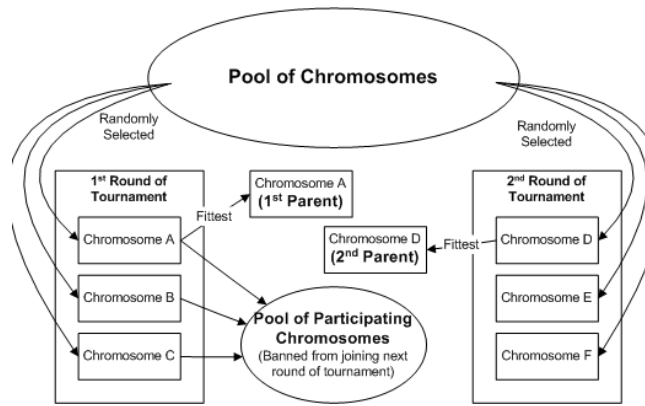 Pool of Chromosomes
Randomly
Selected
Randomly
Selected
1st Round of
Tournament
Chromosome A
Chromosome B
Chromosome C
Fittest
Chromosome A
(1st Parent)
Chromosome D
(2nd Parent)
Fittest
2nd Round of
Tournament
Chromosome D
Chromosome E
Chromosome F
Pool of Participating
Chromosomes
(Banned from joining next
round of tournament)